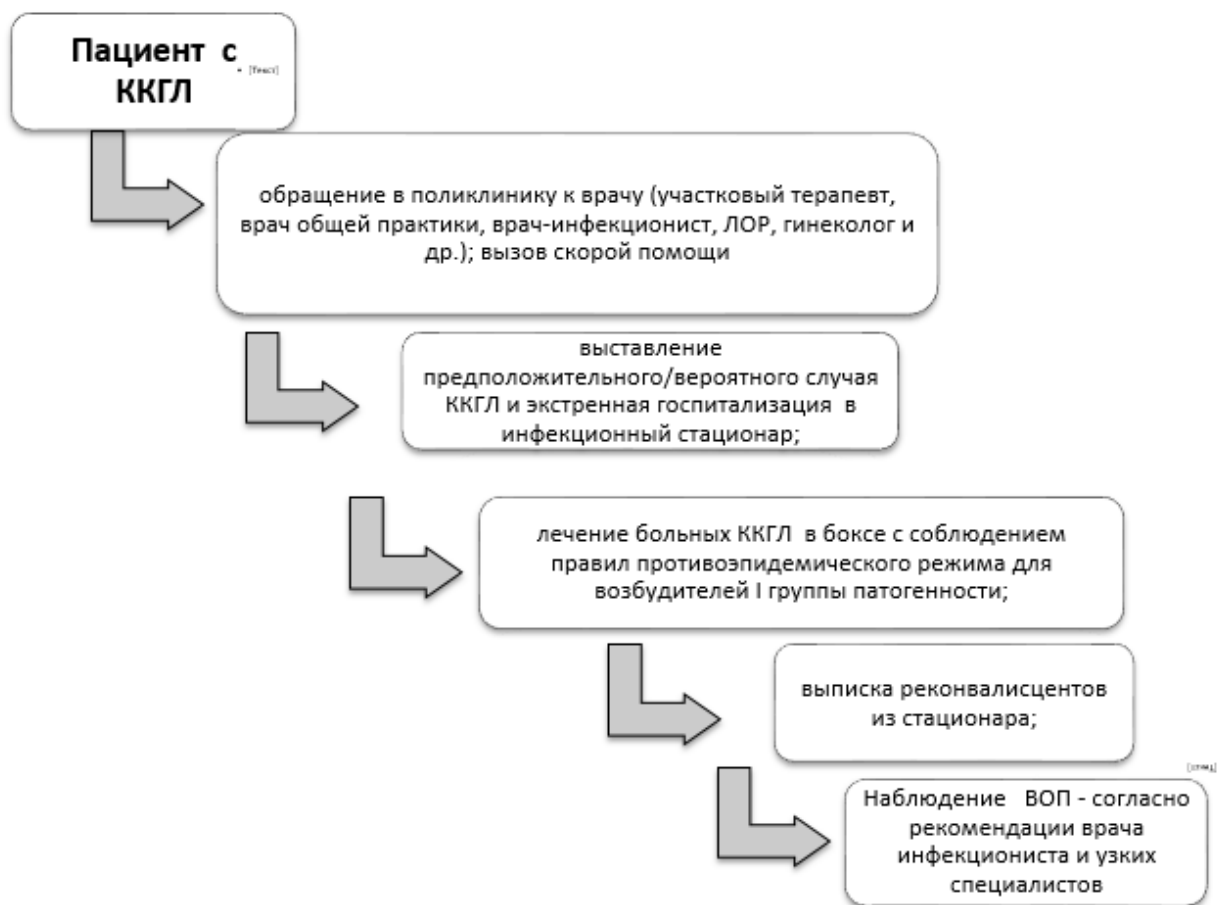 Пациент с
ККГЛ
• [Текст]
обращение в поликлинику к врачу (участковый терапевт,
врач общей практики, врач-инфекционист, ЛОР, гинеколог и
др.); вызов скорой помощи
выставление
предположительного/вероятного случая
ККГЛ и экстренная госпитализация в
инфекционный стационар;
лечение больных ККГЛ в боксе с соблюдением
правил противоэпидемического режима для
возбудителей I группы патогенности;
выписка реконвалисцентов
из стационара;
Наблюдение ВОП - согласно
рекомендации врача
инфекциониста и узких
специалистов